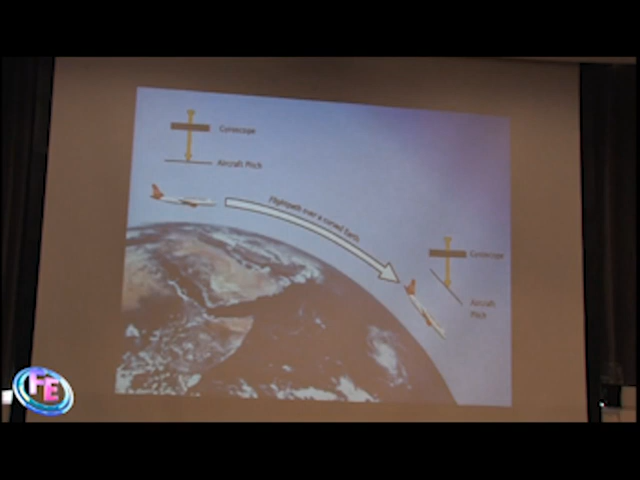 Gyroscope
Aircraft Pitch
Flightpath over a curved Earth
Gyroscope
Aircraft
Pitch
FE